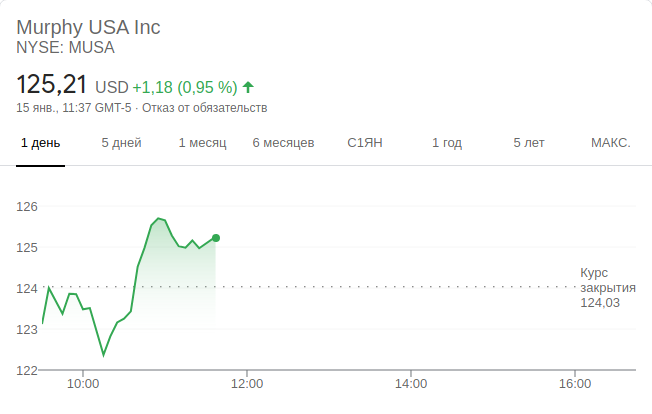 Murphy USA Inc
NYSE: MUSA
125,21 USD +1,18 (0,95 %)
15 янв., 11:37 GMT-5 · Отказ от обязательств
1 день 5 дней 1 месяц 6 месяцев С1ЯН 1 год 5 лет МАКС.
126
125
124
123
122
Курс
закрытия
124,03
10:00 12:00 14:00 16:00